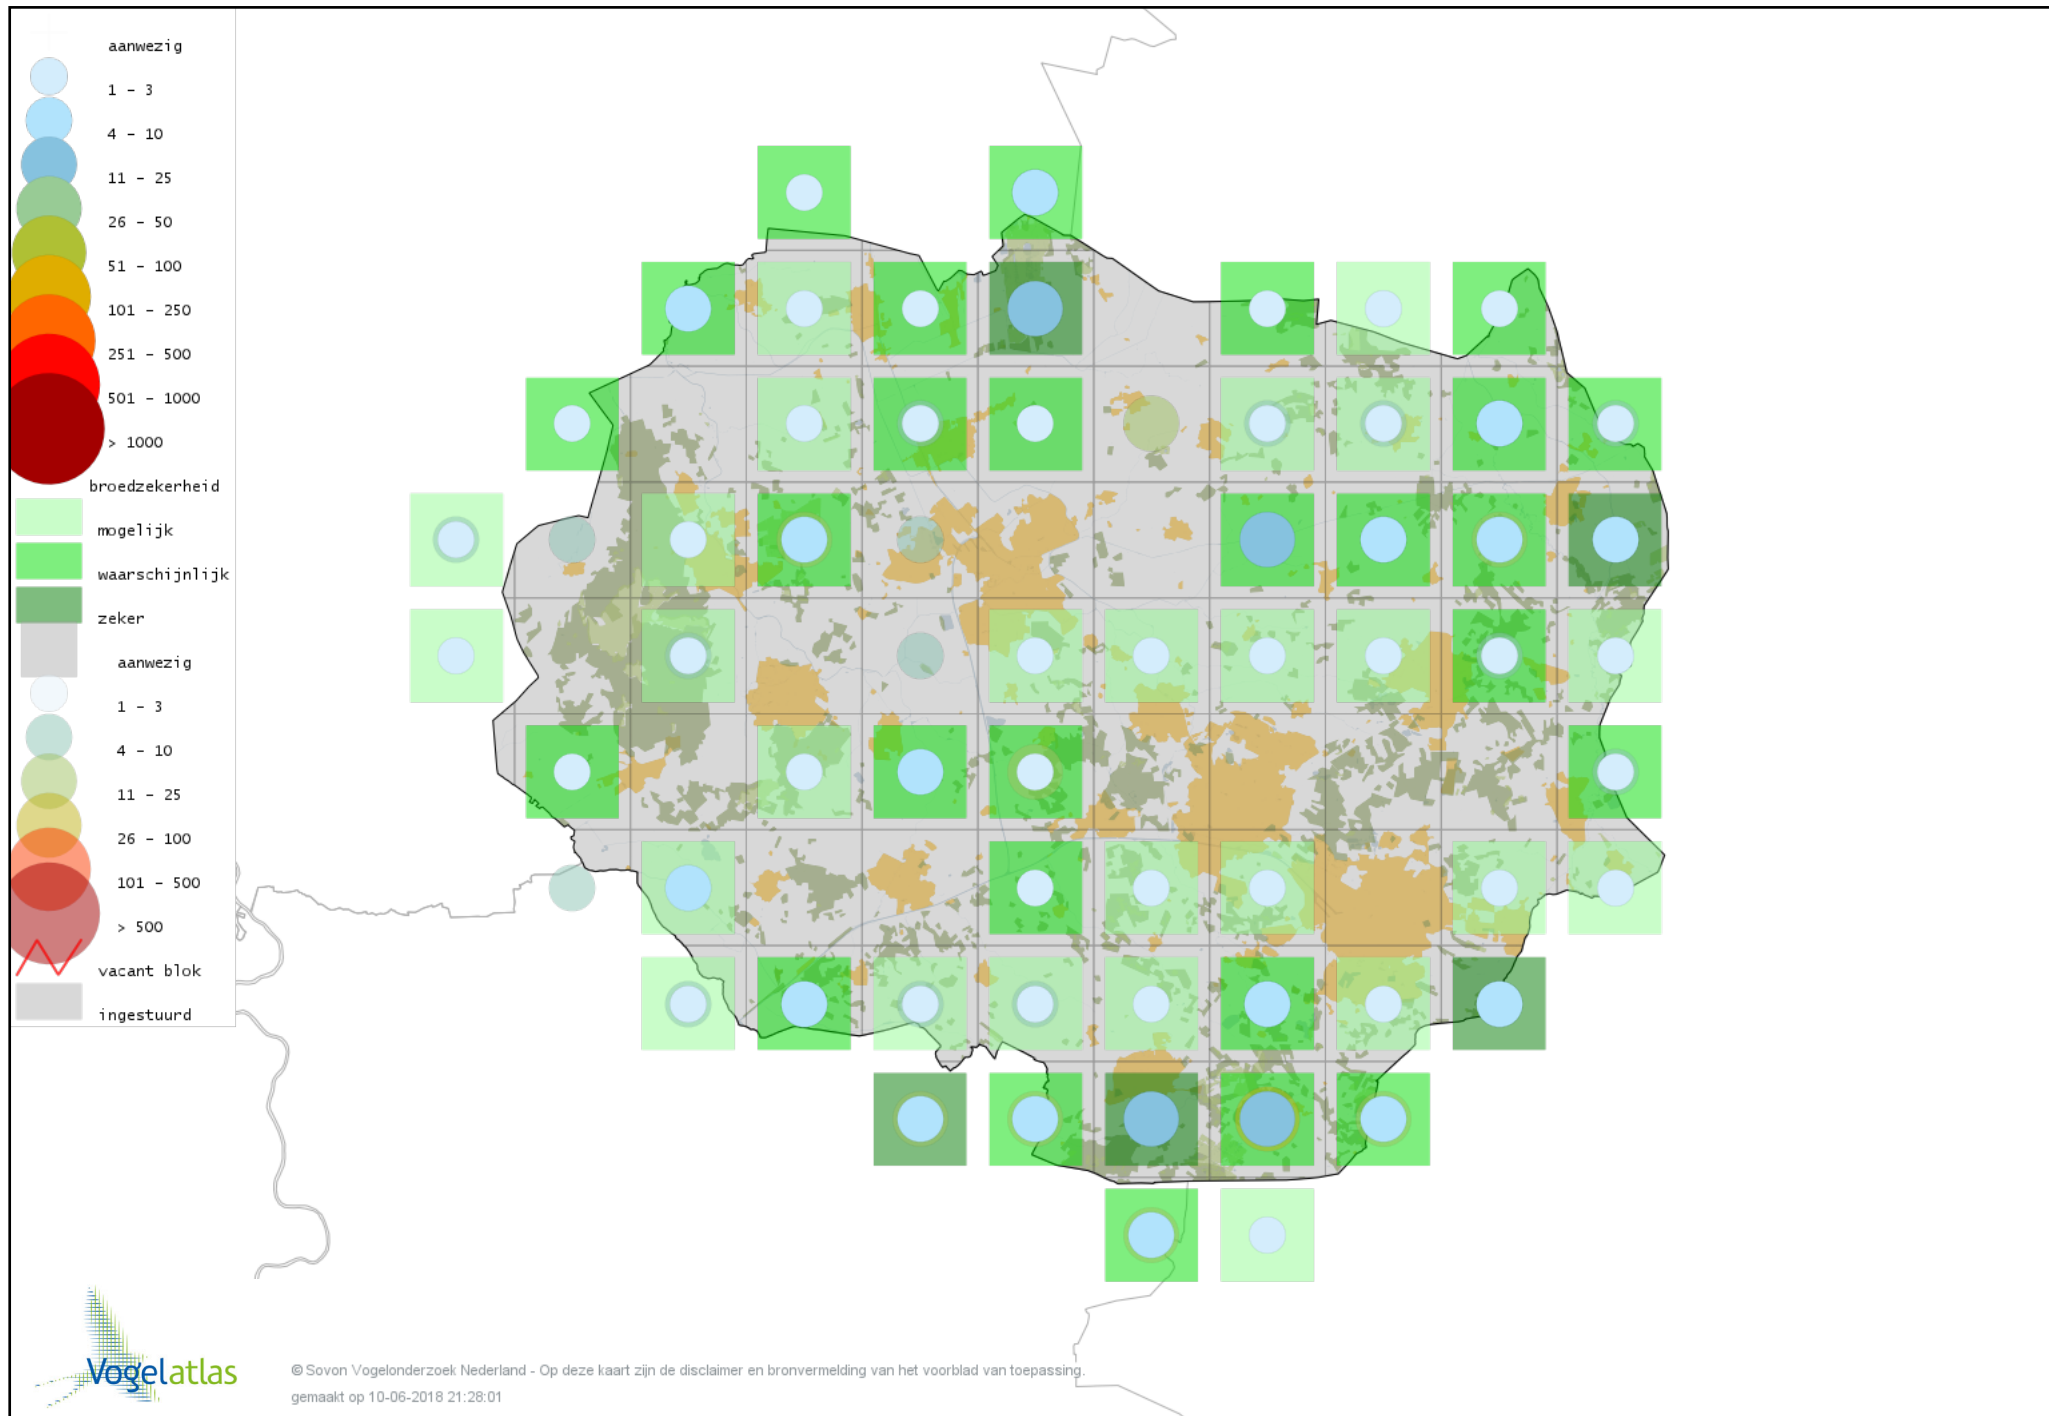 aanwezig
1 - 3
4 - 10
11 - 25
26 - 50
51 - 100
101 - 250
251 - 500
501 - 1000
> 1000
broedzekerheid
mogelijk
waarschijnlijk
zeker
aanwezig
1 - 3
4 - 10
11 - 25
26 - 100
101 - 500
> 500
vacant blok
ingestuurd
Vogelatlas
© Sovon Vogelonderzoek Nederland - Op deze kaart zijn de disclaimer en bronvermelding van het voorblad van toepassing.
gemaakt op 10-06-2018 21:28:01